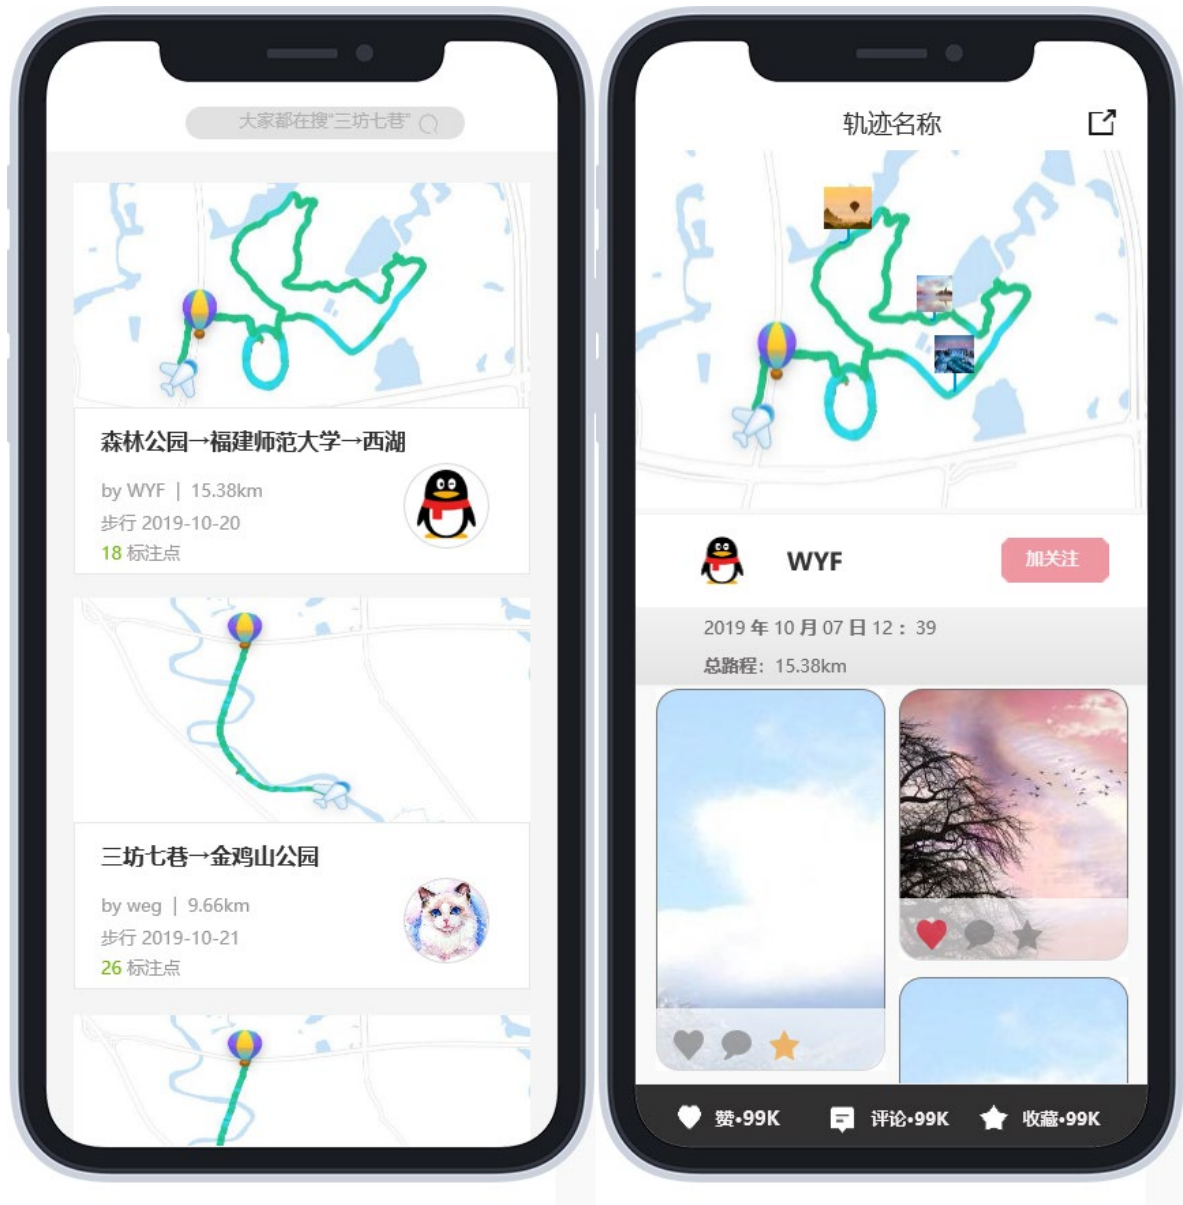 大家都在搜“三坊七巷”
森林公园→福建师范大学→西湖
by WYF | 15.38km
步行 2019-10-20
18 标注点
三坊七巷→金鸡山公园
by weg | 9.66km
步行 2019-10-21
26 标注点
轨迹名称
WYF
加关注
2019 年 10 月 07 日 12： 39
总路程：15.38km
赞•99K
评论•99K
收藏•99K